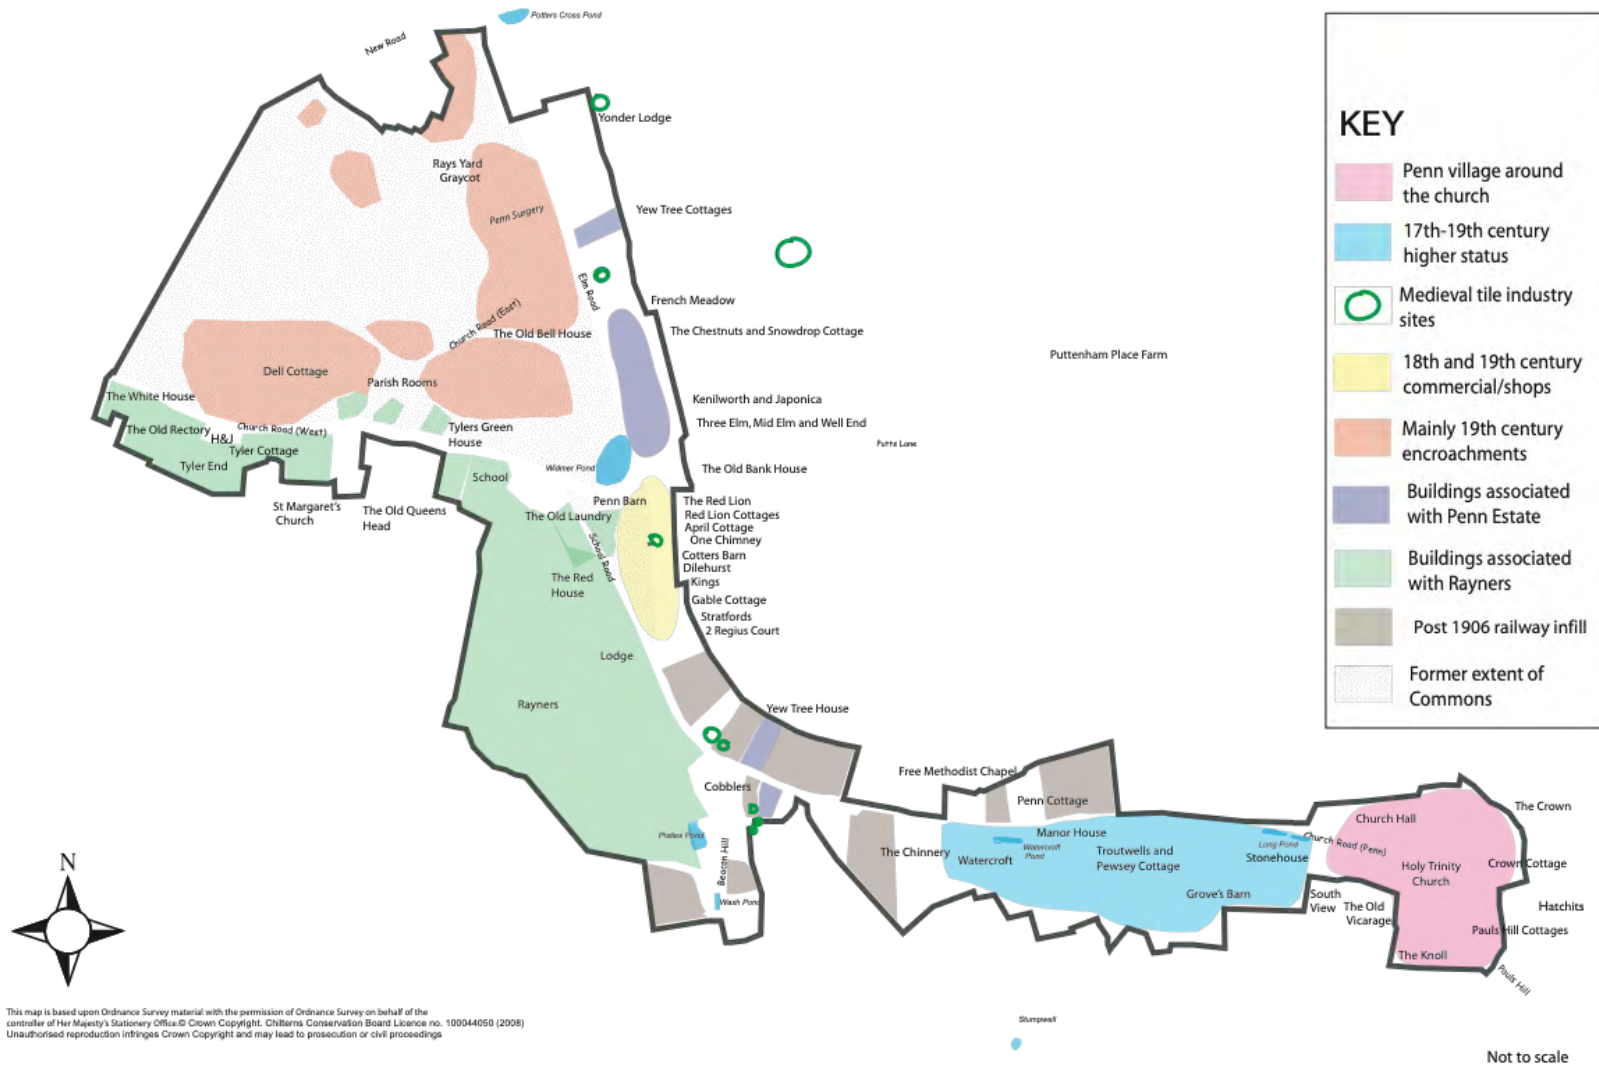 Potters Cross Pond
New Road
Yonder Lodge
Rays Yard
Graycot
Penn Surgery
Yew Tree Cottages
Elm Road
French Meadow
Church Road (East)
The Old Bell House
The Chestnuts and Snowdrop Cottage
Puttenham Place Farm
Dell Cottage
Parish Rooms
The White House
Kenilworth and Japonica
The Old Rectory
H&J
Church Road (West)
Tylers Green
House
Three Elm, Mid Elm and Well End
Putts Lane
Tyler Cottage
Tyler End
School
Widmer Pond
The Old Bank House
St Margaret's
Church
The Old Queens
Head
Penn Barn
The Old Laundry
School Road
The Red Lion
Red Lion Cottages
April Cottage
One Chimney
Cotters Barn
Dilehurst
Kings
Gable Cottage
Stratfords
2 Regius Court
The Red
House
Lodge
Rayners
Yew Tree House
Cobblers
Free Methodist Chapel
Penn Cottage
Pistles Pond
Beacon Hill
Wash Pond
The Chinnery
Watercroft
Manor House
Watercroft
Pond
Troutwells and
Pewsey Cottage
Grove's Barn
Long Pond
Stonehouse
Church Road (Penn)
Church Hall
The Crown
Holy Trinity
Church
Crown Cottage
South
View
The Old
Vicarage
Hatchits
Pauls Hill Cottages
The Knoll
Pauls Hill
Stumpwell
N
KEY
Penn village around
the church
17th-19th century
higher status
Medieval tile industry
sites
18th and 19th century
commercial/shops
Mainly 19th century
encroachments
Buildings associated
with Penn Estate
Buildings associated
with Rayners
Post 1906 railway infill
Former extent of
Commons
This map is based upon Ordnance Survey material with the permission of Ordnance Survey on behalf of the
controller of Her Majesty's Stationery Office.© Crown Copyright. Chilterns Conservation Board Licence no. 100044050 (2008)
Unauthorised reproduction infringes Crown Copyright and may lead to prosecution or civil proceedings
Not to scale